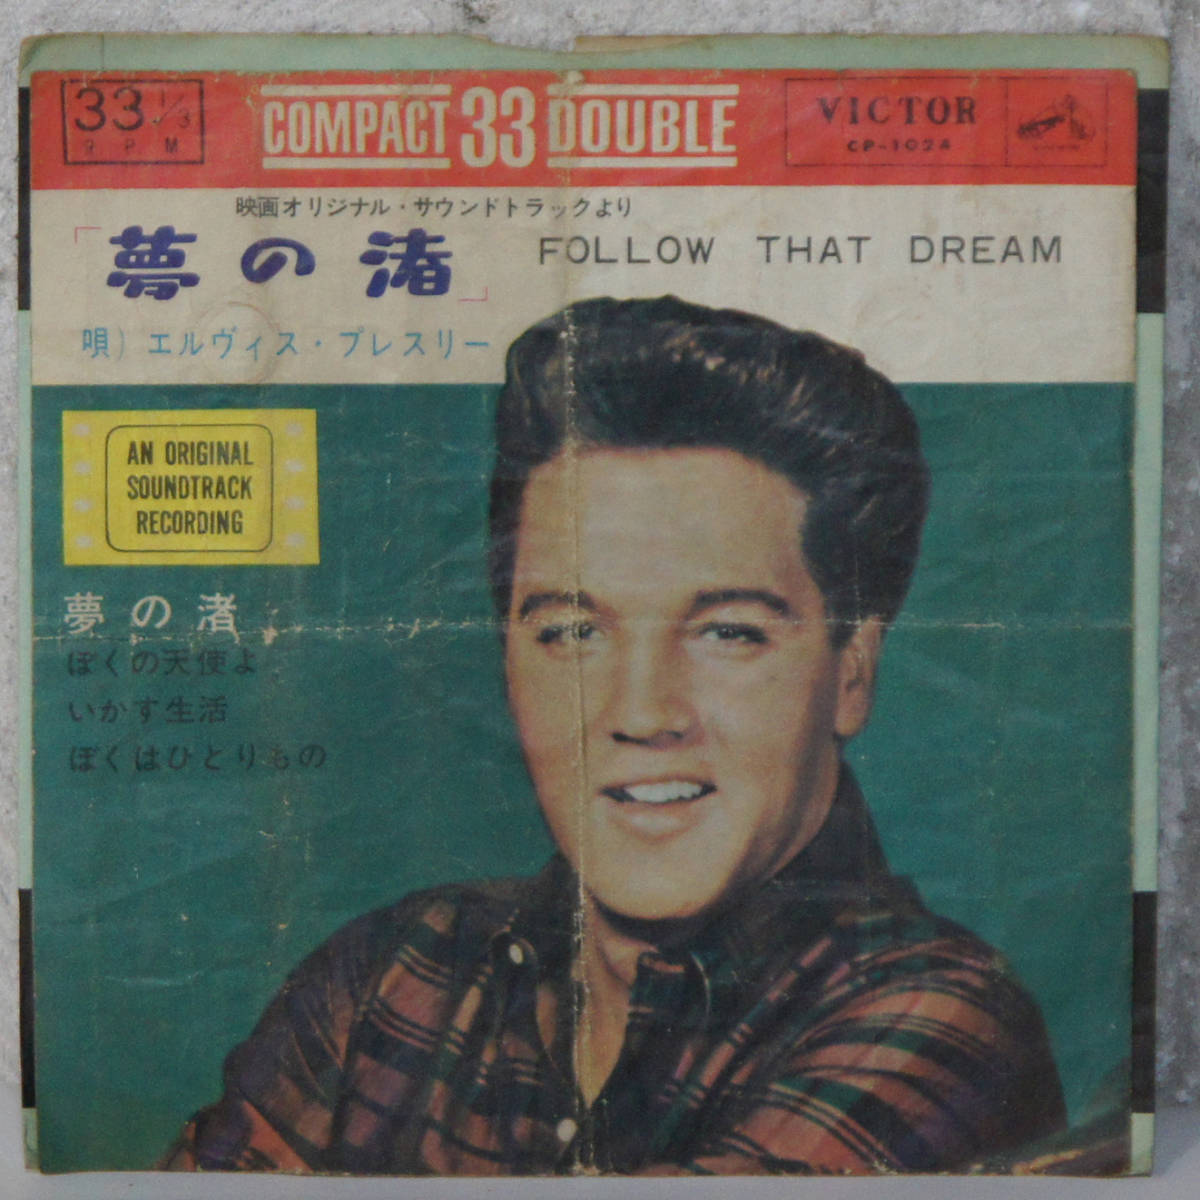 33 1/3
R P M
COMPACT 33 DOUBLE
VICTOR
CP-1024
映画オリジナル・サウンドトラックより
「夢の渚」
FOLLOW THAT DREAM
唄）エルヴィス・プレスリー
AN ORIGINAL
SOUNDTRACK
RECORDING
夢の渚
ぼくの天使よ
いかす生活
ぼくはひとりもの